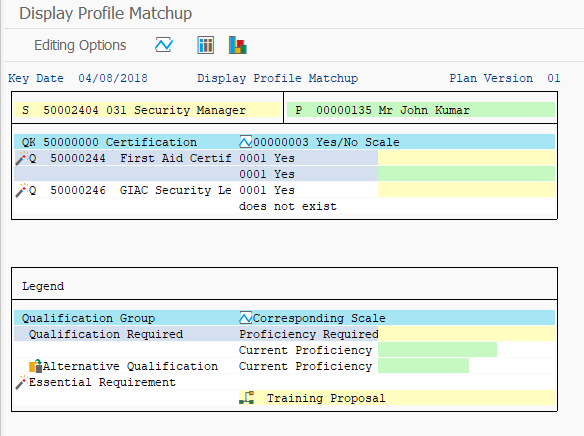 Display Profile Matchup
Editing Options
Key Date 04/08/2018 Display Profile Matchup Plan Version 01
S 50002404 031 Security Manager P 00000135 Mr John Kumar
QK 50000000 Certification 00000003 Yes/No Scale
Q 50000244 First Aid Certif 0001 Yes
0001 Yes
Q 50000246 GIAC Security Le 0001 Yes
does not exist
Legend
Qualification Group Corresponding Scale
Qualification Required Proficiency Required
Current Proficiency
Alternative Qualification Current Proficiency
Essential Requirement
Training Proposal